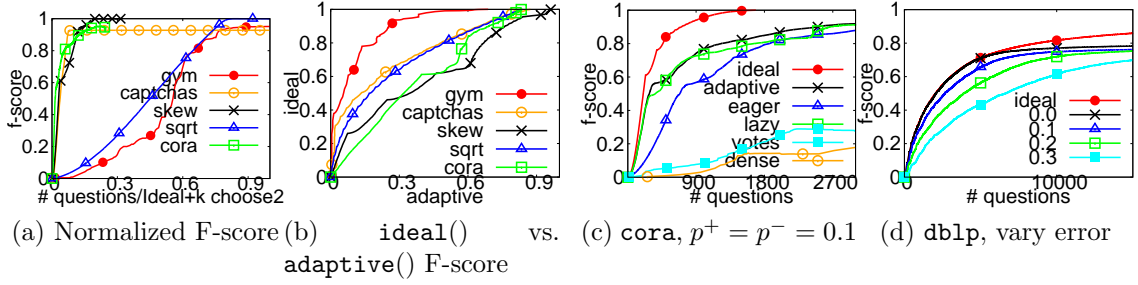 f-score
1
0.8
0.6
0.4
0.2
0
0 0.3 0.6 0.9
# questions/Ideal+k choose2
gym
captchas
skew
sqrt
cora
(a) Normalized F-score
ideal
1
0.8
0.6
0.4
0.2
0
0 0.3 0.6 0.9
adaptive
gym
captchas
skew
sqrt
cora
(b) ideal() vs.
adaptive() F-score
f-score
1
0.8
0.6
0.4
0.2
0
900 1800 2700
# questions
ideal
adaptive
eager
lazy
votes
dense
(c) cora, p⁺ = p⁻ = 0.1
f-score
1
0.8
0.6
0.4
0.2
0
0 10000
# questions
ideal
0.0
0.1
0.2
0.3
(d) dblp, vary error